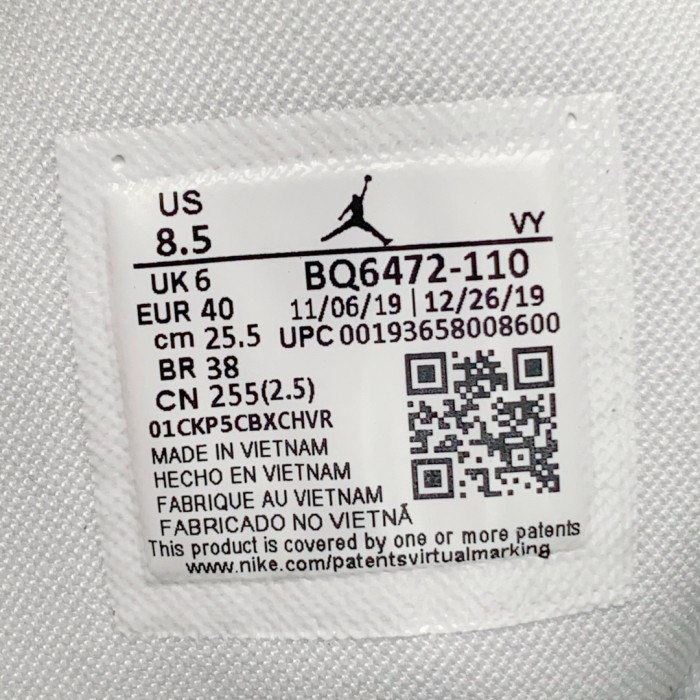 US
8.5
VY
UK 6
BQ6472-110
EUR 40
11/06/19 | 12/26/19
cm 25.5
UPC 00193658008600
BR 38
CN 255(2.5)
01CKP5CBXCHVR
MADE IN VIETNAM
HECHO EN VIETNAM
FABRIQUE AU VIETNAM
FABRICADO NO VIETNÃ
This product is covered by one or more patents
www.nike.com/patentsvirtualmarking